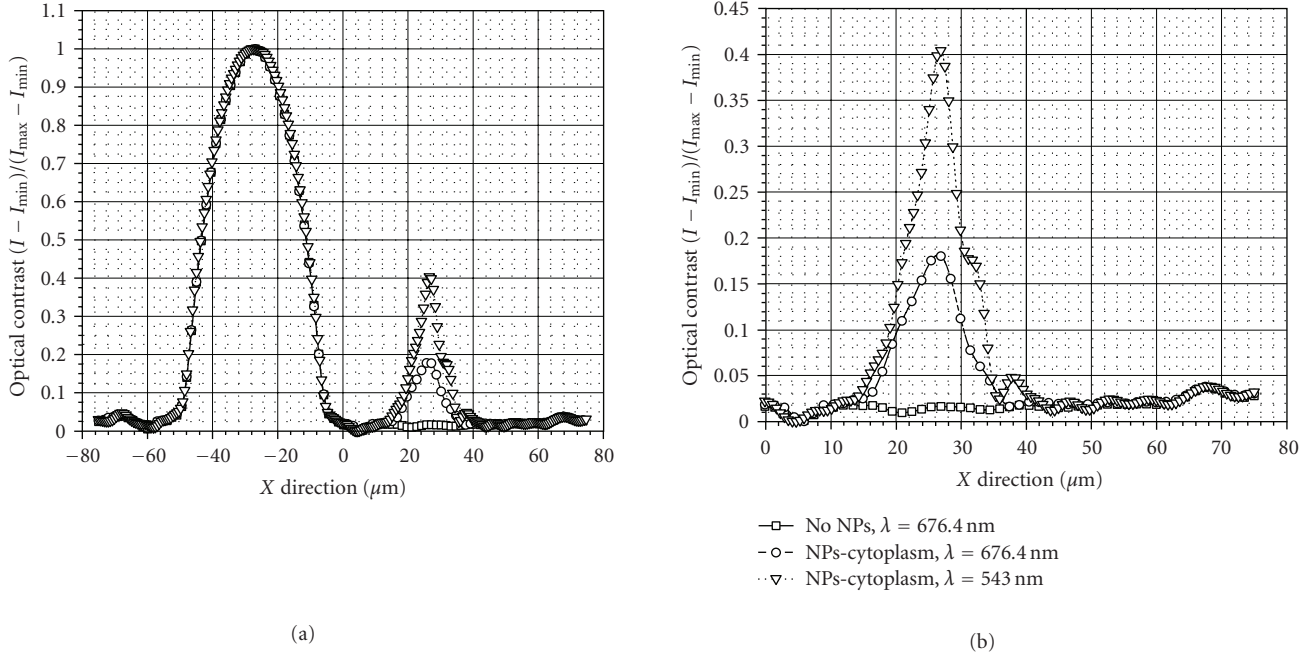 1.1
1
0.9
0.8
0.7
0.6
0.5
0.4
0.3
0.2
0.1
0
Optical contrast (I − Imin)/(Imax − Imin)
−80 −60 −40 −20 0 20 40 60 80
X direction (μm)
(a)
0.45
0.4
0.35
0.3
0.25
0.2
0.15
0.1
0.05
0
Optical contrast (I − Imin)/(Imax − Imin)
0 10 20 30 40 50 60 70 80
X direction (μm)
No NPs, λ = 676.4 nm
NPs-cytoplasm, λ = 676.4 nm
NPs-cytoplasm, λ = 543 nm
(b)